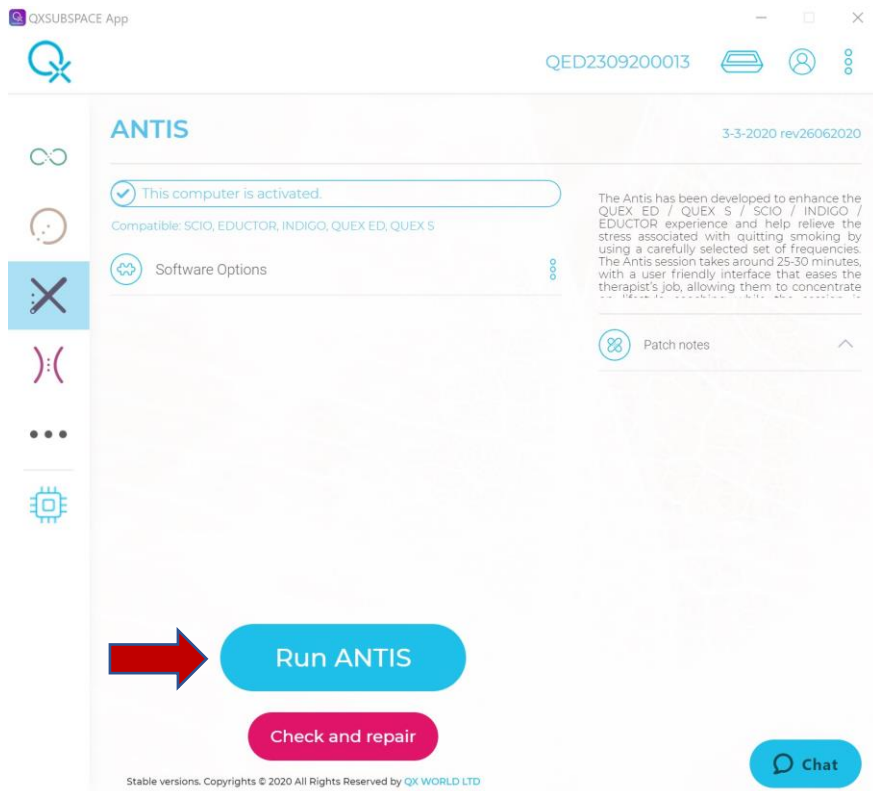 QXSUBSPACE App
QED2309200013
ANTIS
3-3-2020 rev26062020
This computer is activated.
Compatible: SCIO, EDUCTOR, INDIGO, QUEX ED, QUEX S
Software Options
The Antis has been developed to enhance the
QUEX ED / QUEX S / SCIO / INDIGO /
EDUCTOR experience and help relieve the
stress associated with quitting smoking by
using a carefully selected set of frequencies.
The Antis session takes around 25-30 minutes,
with a user friendly interface that eases the
therapist's job, allowing them to concentrate
Patch notes
Run ANTIS
Check and repair
Chat
Stable versions. Copyrights © 2020 All Rights Reserved by QX WORLD LTD